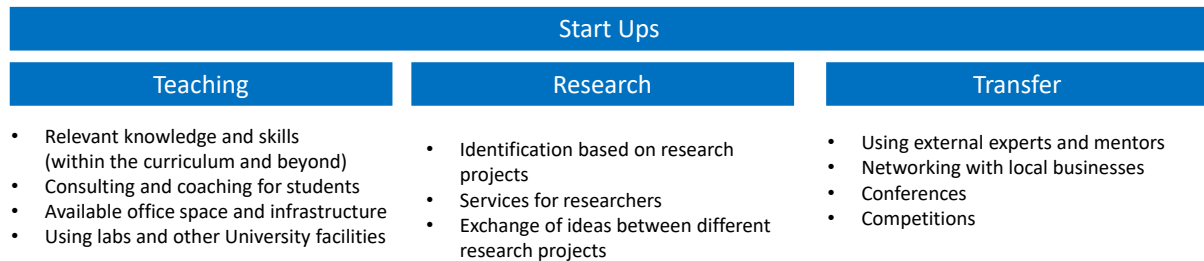 Start Ups
Teaching
• Relevant knowledge and skills
(within the curriculum and beyond)
• Consulting and coaching for students
• Available office space and infrastructure
• Using labs and other University facilities
Research
• Identification based on research
projects
• Services for researchers
• Exchange of ideas between different
research projects
Transfer
• Using external experts and mentors
• Networking with local businesses
• Conferences
• Competitions